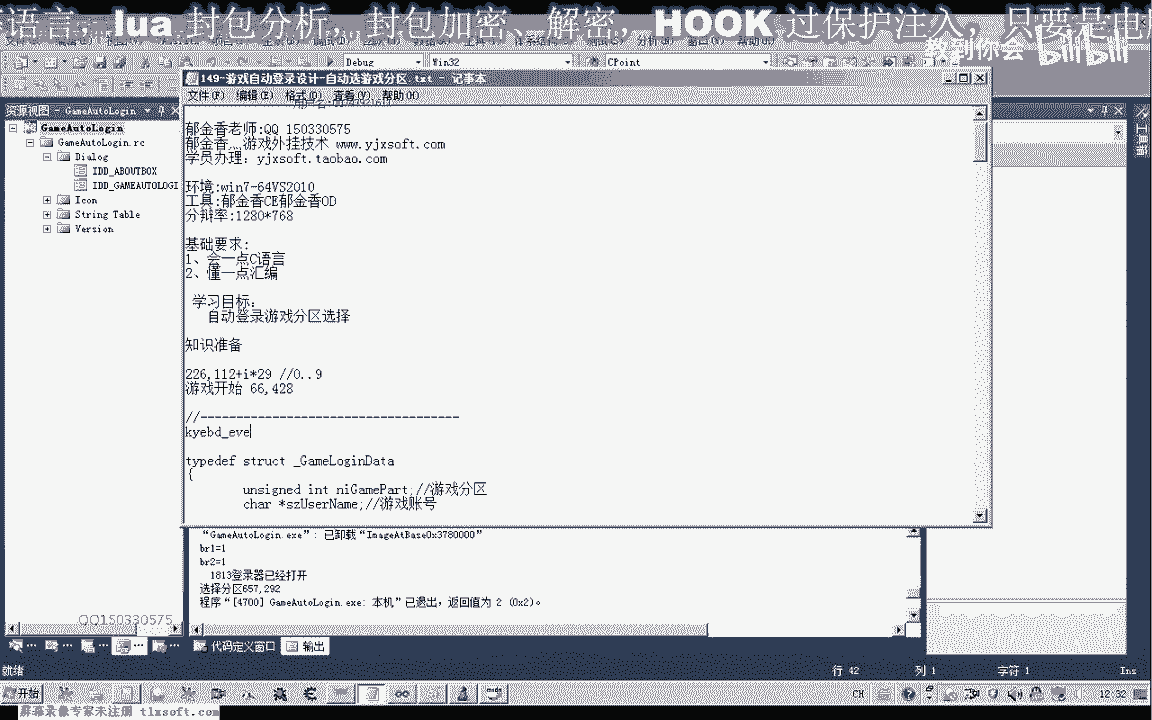 语言，lua 封包分析，封包加密、解密，HOOK 过保护注入，只要是电脑
教到你会 bilibili
Debug Win32 CPoint
149-游戏自动登录设计-自动选游戏分区.txt - 记事本
文件(F) 编辑(E) 格式(O) 查看(V) 帮助(H)
资源视图 - GameAutoLogin
GameAutoLogin
GameAutoLogin.rc
Dialog
IDD_ABOUTBOX
IDD_GAMEAUTOLOGI
Icon
String Table
Version
工具箱
郁金香老师:QQ 150330575
郁金香灬游戏外挂技术 www.yjxsoft.com
学员办理：yjxsoft.taobao.com
环境:win7-64VS2010
工具:郁金香CE郁金香OD
分辩率:1280*768
基础要求:
1、会一点C语言
2、懂一点汇编
学习目标：
自动登录游戏分区选择
知识准备
226,112+i*29 //0..9
游戏开始 66,428
//------------------------------------
kyebd_eve
typedef struct _GameLoginData
{
unsigned int niGamePart;//游戏分区
char *szUserName;//游戏账号
“GameAutoLogin.exe”: 已卸载“ImageAtBase0x3780000”
br1=1
br2=1
1813登录器已经打开
选择分区657,292
程序“[4700] GameAutoLogin.exe: 本机”已退出，返回值为 2 (0x2)。
QQ150330575
代码定义窗口 输出
就绪 行 42 列 1 字符 1 Ins
开始 CH 12:32
屏幕录像专家未注册 tlxsoft.com